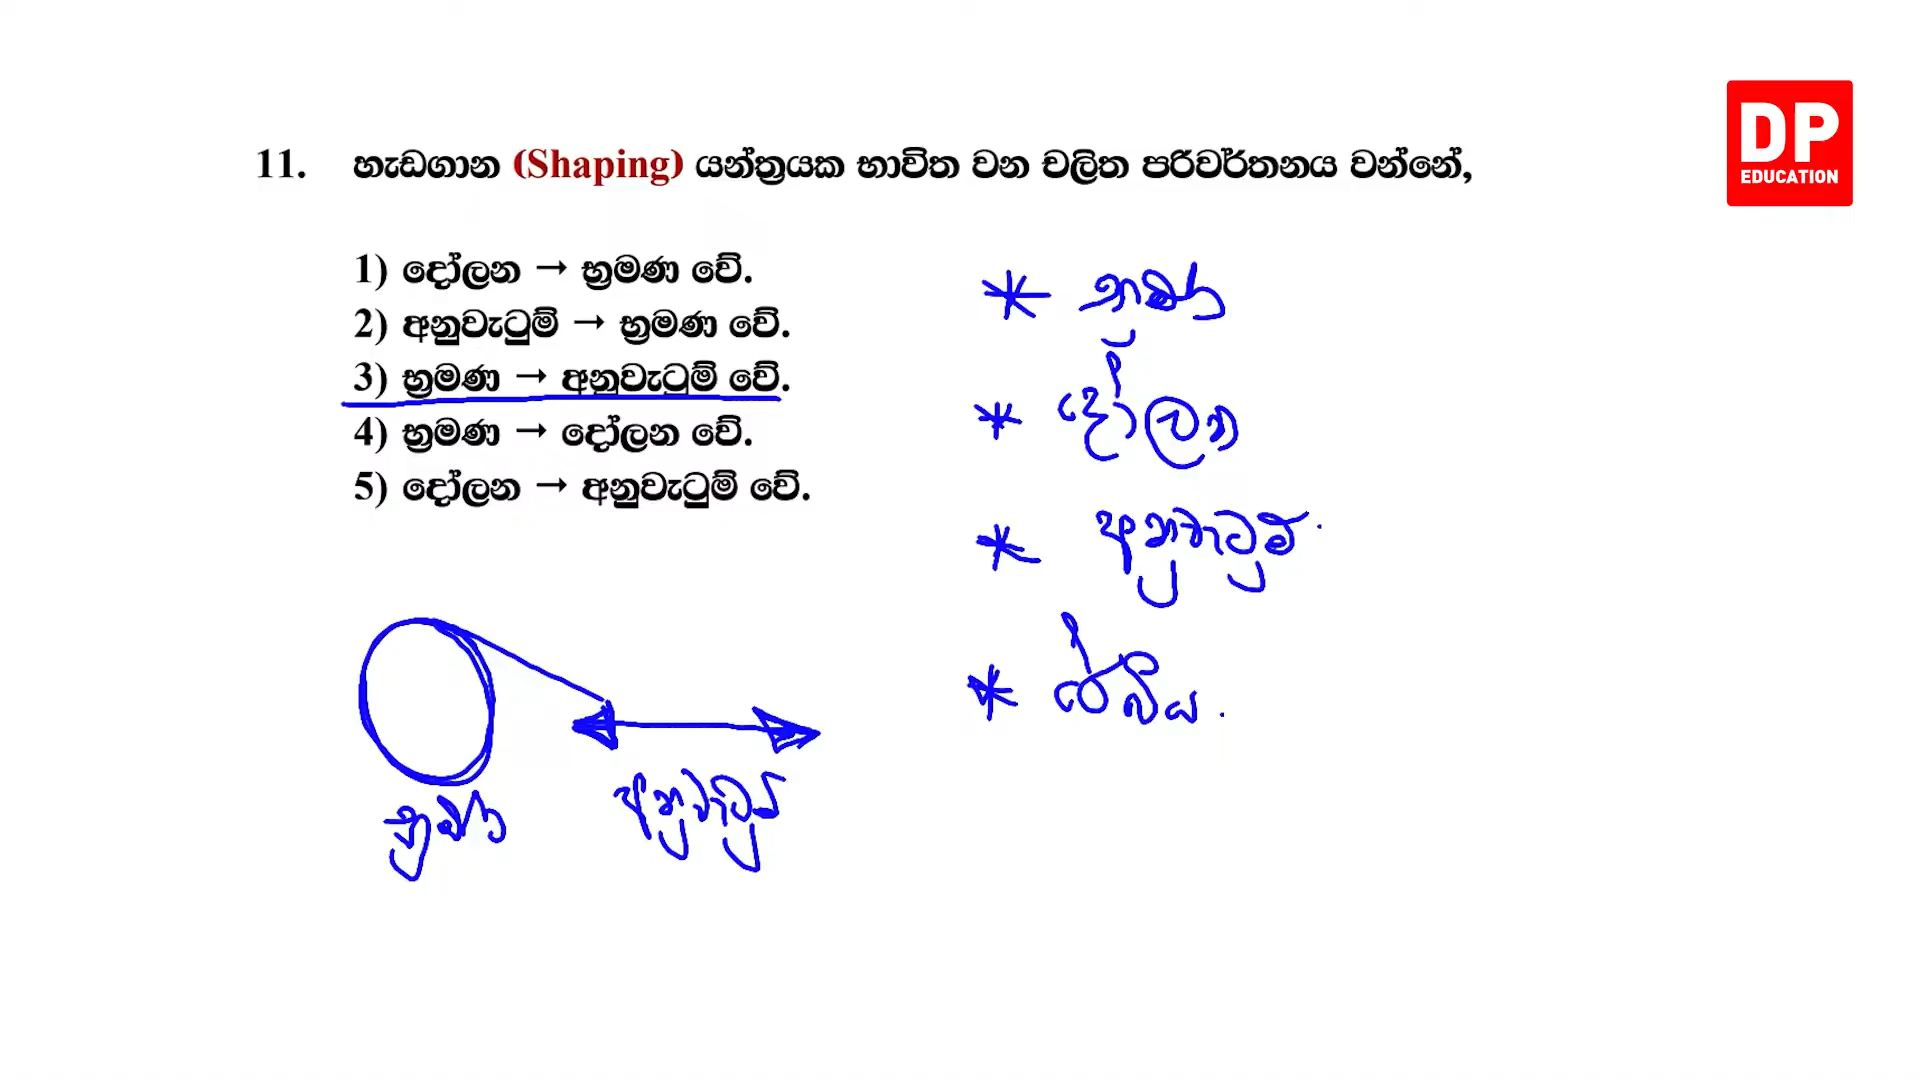 DP
EDUCATION
11. හැඩගාන (Shaping) යන්ත්‍රයක භාවිත වන චලිත පරිවර්තනය වන්නේ,
1) දෝලන → භ්‍රමණ වේ.
2) අනුවැටුම් → භ්‍රමණ වේ.
3) භ්‍රමණ → අනුවැටුම් වේ.
4) භ්‍රමණ → දෝලන වේ.
5) දෝලන → අනුවැටුම් වේ.
* භ්‍රමණ
* දෝලන
* අනුවැටුම්.
* රේඛීය.
භ්‍රමණ
අනුවැටුම්